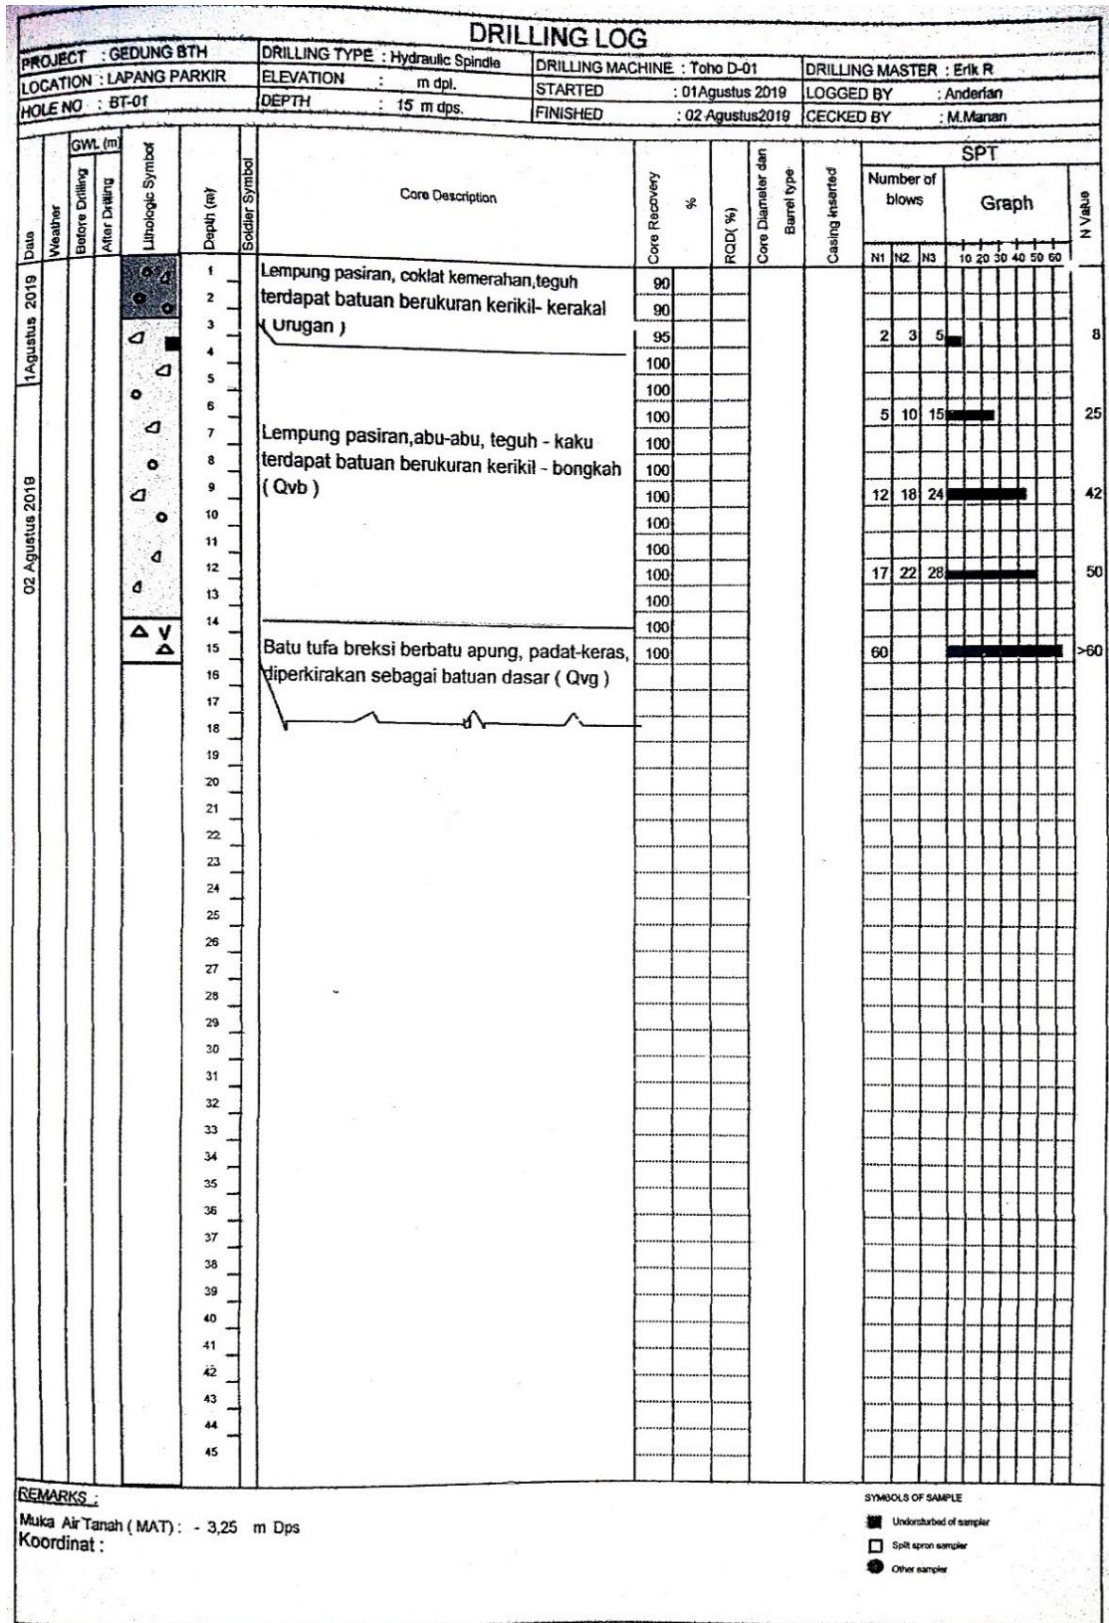 DRILLING LOG
PROJECT : GEDUNG BTH
DRILLING TYPE : Hydraulic Spindle
DRILLING MACHINE : Toho D-01
DRILLING MASTER : Erik R
LOCATION : LAPANG PARKIR
ELEVATION : m dpl.
STARTED : 01Agustus 2019
LOGGED BY : Anderian
HOLE NO : BT-01
DEPTH : 15 m dps.
FINISHED : 02 Agustus2019
CECKED BY : M.Manan
Date
Weather
GWL (m)
Before Drilling
After Drilling
Lithologic Symbol
Depth (m)
Soldier Symbol
Core Description
Core Recovery
%
RQD( %)
Core Diameter dan
Barrel type
Casing Inserted
SPT
Number of
blows
Graph
N Value
N1 N2 N3 10 20 30 40 50 60
1Agustus 2019
02 Agustus 2019
1 Lempung pasiran, coklat kemerahan,teguh 90
2 terdapat batuan berukuran kerikil- kerakal 90
3 ( Urugan ) 95 2 3 5 8
4 100
5 100
6 100 5 10 15 25
7 Lempung pasiran,abu-abu, teguh - kaku 100
8 terdapat batuan berukuran kerikil - bongkah 100
9 ( Qvb ) 100 12 18 24 42
10 100
11 100
12 100 17 22 28 50
13 100
14 100
15 Batu tufa breksi berbatu apung, padat-keras, 100 60 >60
16 diperkirakan sebagai batuan dasar ( Qvg )
17
18
19
20
21
22
23
24
25
26
27
28
29
30
31
32
33
34
35
36
37
38
39
40
41
42
43
44
45
REMARKS :
Muka Air Tanah ( MAT) : - 3,25 m Dps
Koordinat :
SYMBOLS OF SAMPLE
Undorsturbed of sampler
Split spron sampler
Other sampler